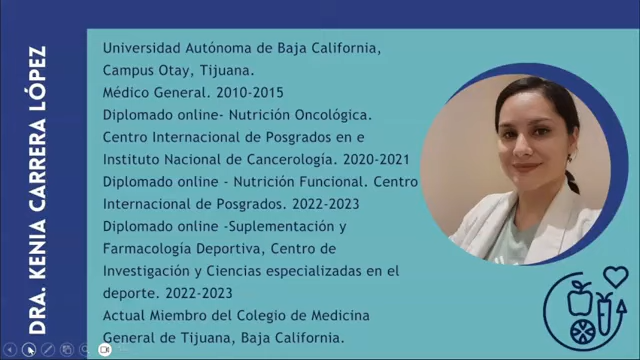 DRA. KENIA CARRERA LÓPEZ
Universidad Autónoma de Baja California,
Campus Otay, Tijuana.
Médico General. 2010-2015
Diplomado online- Nutrición Oncológica.
Centro Internacional de Posgrados en e
Instituto Nacional de Cancerología. 2020-2021
Diplomado online - Nutrición Funcional. Centro
Internacional de Posgrados. 2022-2023
Diplomado online -Suplementación y
Farmacología Deportiva, Centro de
Investigación y Ciencias especializadas en el
deporte. 2022-2023
Actual Miembro del Colegio de Medicina
General de Tijuana, Baja California.